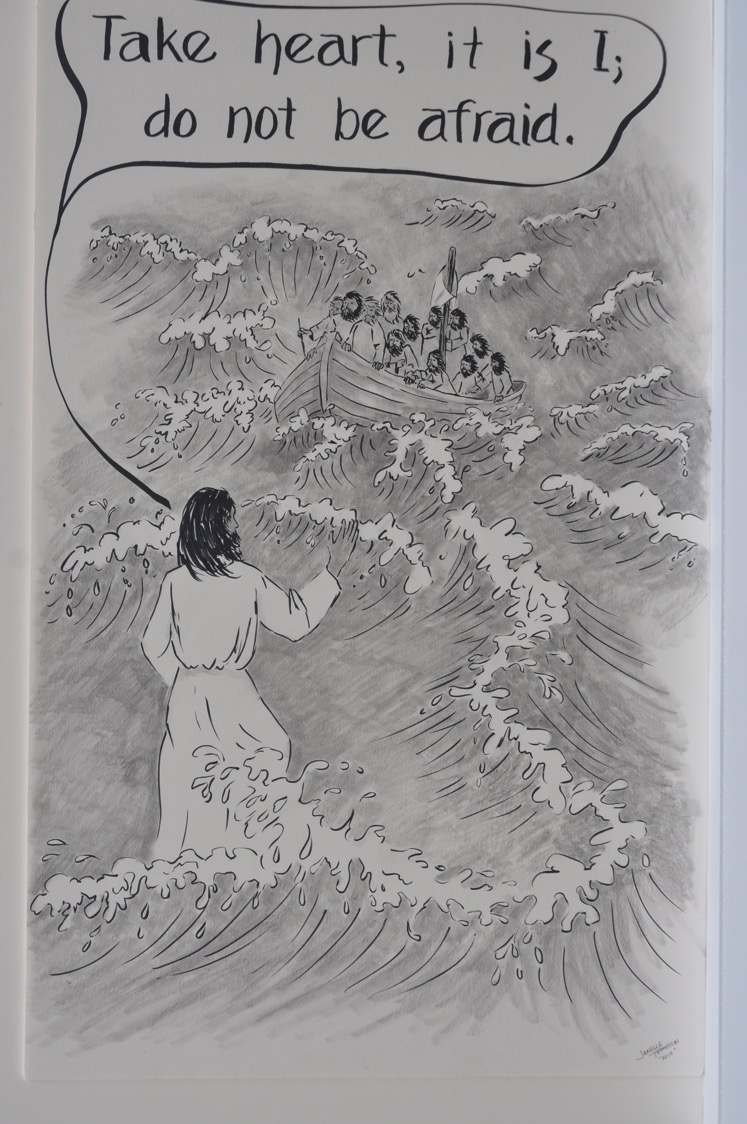 Take heart, it is I;
do not be afraid.